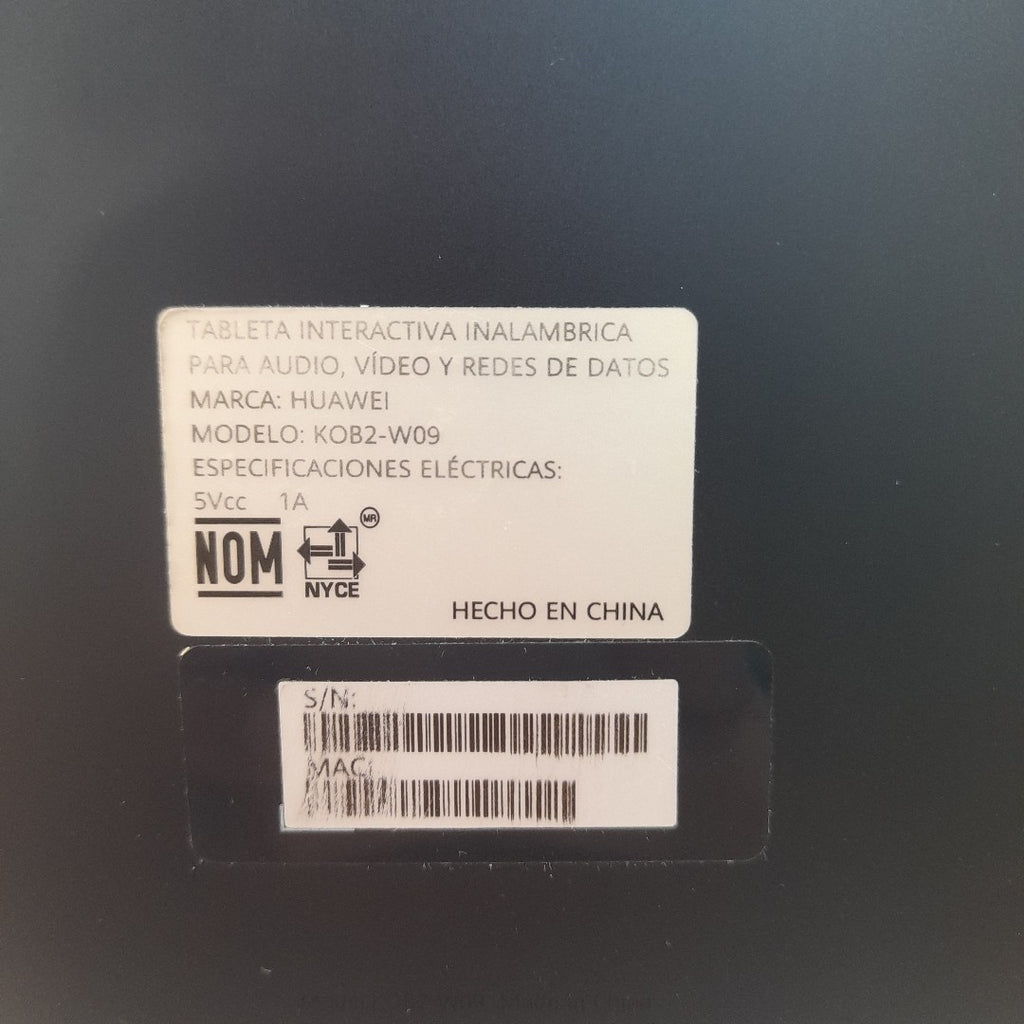 TABLETA INTERACTIVA INALAMBRICA
PARA AUDIO, VÍDEO Y REDES DE DATOS
MARCA: HUAWEI
MODELO: KOB2-W09
ESPECIFICACIONES ELÉCTRICAS:
5Vcc 1A
NOM
NYCE
MR
HECHO EN CHINA
S/N:
MAC: